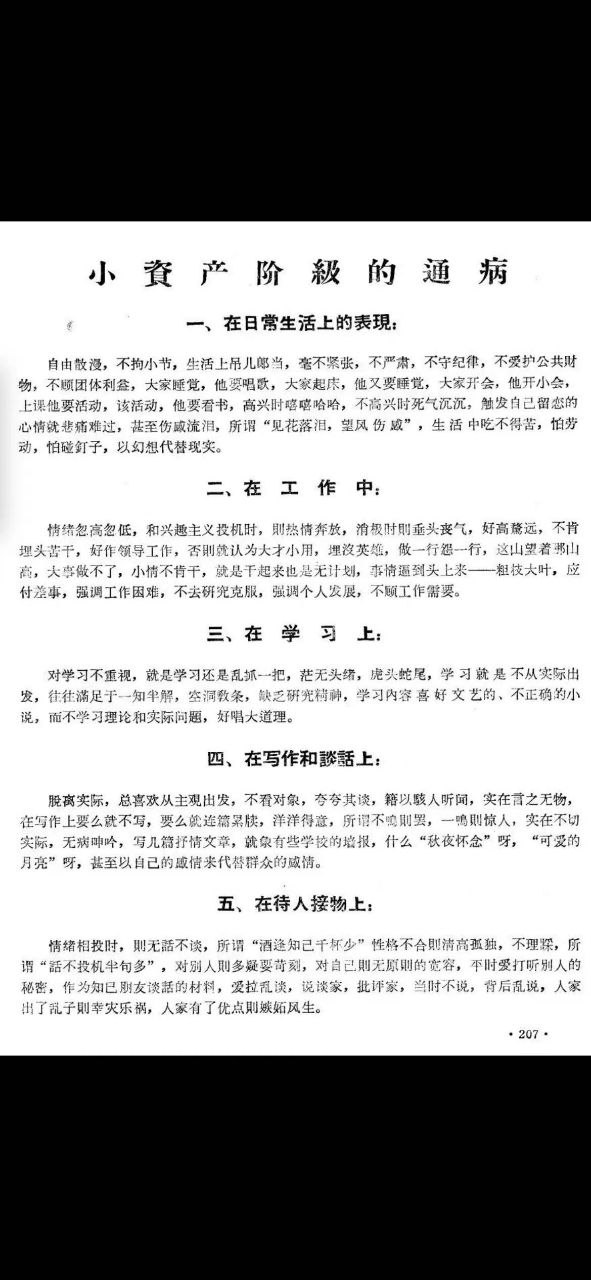 小資产阶級的通病
一、在日常生活上的表現：
自由散漫，不拘小节，生活上吊儿郎当，毫不紧张，不严肃，不守纪律，不爱护公共財
物，不顾团体利益，大家睡觉，他要唱歌，大家起床，他又要睡觉，大家开会，他开小会，
上课他要活动，该活动，他要看书，高兴时嘻嘻哈哈，不高兴时死气沉沉，触发自己留恋的
心情就悲痛难过，甚至伤感流泪，所谓“见花落泪，望风伤感”，生活中吃不得苦，怕劳
动，怕碰釘子，以幻想代替现实。
二、在工作中：
情绪忽高忽低，和兴趣主义投机时，則热情奔放，消极时則垂头丧气，好高騖远，不肯
埋头苦干，好作领导工作，否則就认为大才小用，埋沒英雄，做一行怨一行，这山望着那山
高，大事做不了，小情不肯干，就是干起来也是无计划，事情逼到头上来——粗枝大叶，应
付差事，强调工作困难，不去研究克服，强调个人发展，不顾工作需要。
三、在学习上：
对学习不重视，就是学习还是乱抓一把，茫无头绪，虎头蛇尾，学习就是不从实际出
发，往往滿足于一知半解，空洞敎条，缺乏研究精神，学习内容喜好文艺的、不正确的小
说，而不学习理论和实际问题，好唱大道理。
四、在写作和談話上：
脫离实际，总喜欢从主观出发，不看对象，夸夸其谈，籍以駭人听闻，实在言之无物，
在写作上要么就不写，要么就连篇累牍，洋洋得意，所谓不鸣則罢，一鸣則惊人，实在不切
实际，无病呻吟，写几篇抒情文章，就象有些学校的墙报，什么“秋夜怀念”呀，“可爱的
月亮”呀，甚至以自己的感情来代替群众的感情。
五、在待人接物上：
情绪相投时，則无話不谈，所谓“酒逢知己千杯少”性格不合則清高孤独，不理踩，所
谓“話不投机半句多”，对別人則多疑要苛刻，对自己則无原則的宽容，平时爱打听別人的
秘密，作为知已朋友谈話的材料，爱拉乱谈，说谈家，批评家，当时不说，背后乱说，人家
出了乱子則幸灾乐祸，人家有了优点則嫉妬风生。
·207·